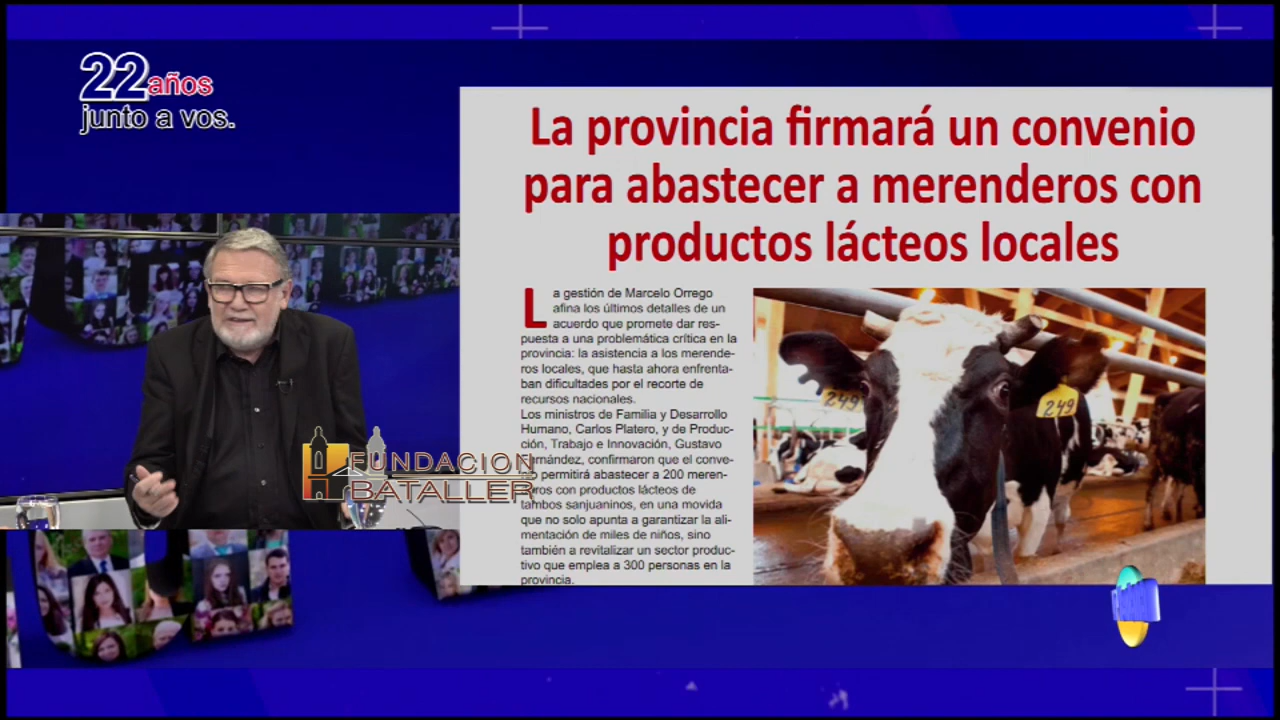 22 años
junto a vos.
La provincia firmará un convenio
para abastecer a merenderos con
productos lácteos locales
La gestión de Marcelo Orrego
afina los últimos detalles de un
acuerdo que promete dar res-
puesta a una problemática crítica en la
provincia: la asistencia a los merende-
ros locales, que hasta ahora enfrenta-
ban dificultades por el recorte de
recursos nacionales.
Los ministros de Familia y Desarrollo
Humano, Carlos Platero, y de Produc-
ción, Trabajo e Innovación, Gustavo
confirmaron que el conve-
permitirá abastecer a 200 meren-
con productos lácteos de
tambos sanjuaninos, en una movida
que no solo apunta a garantizar la ali-
mentación de miles de niños, sino
también a revitalizar un sector produc-
tivo que emplea a 300 personas en la
provincia.
249
249
FUNDACION
BATALLER